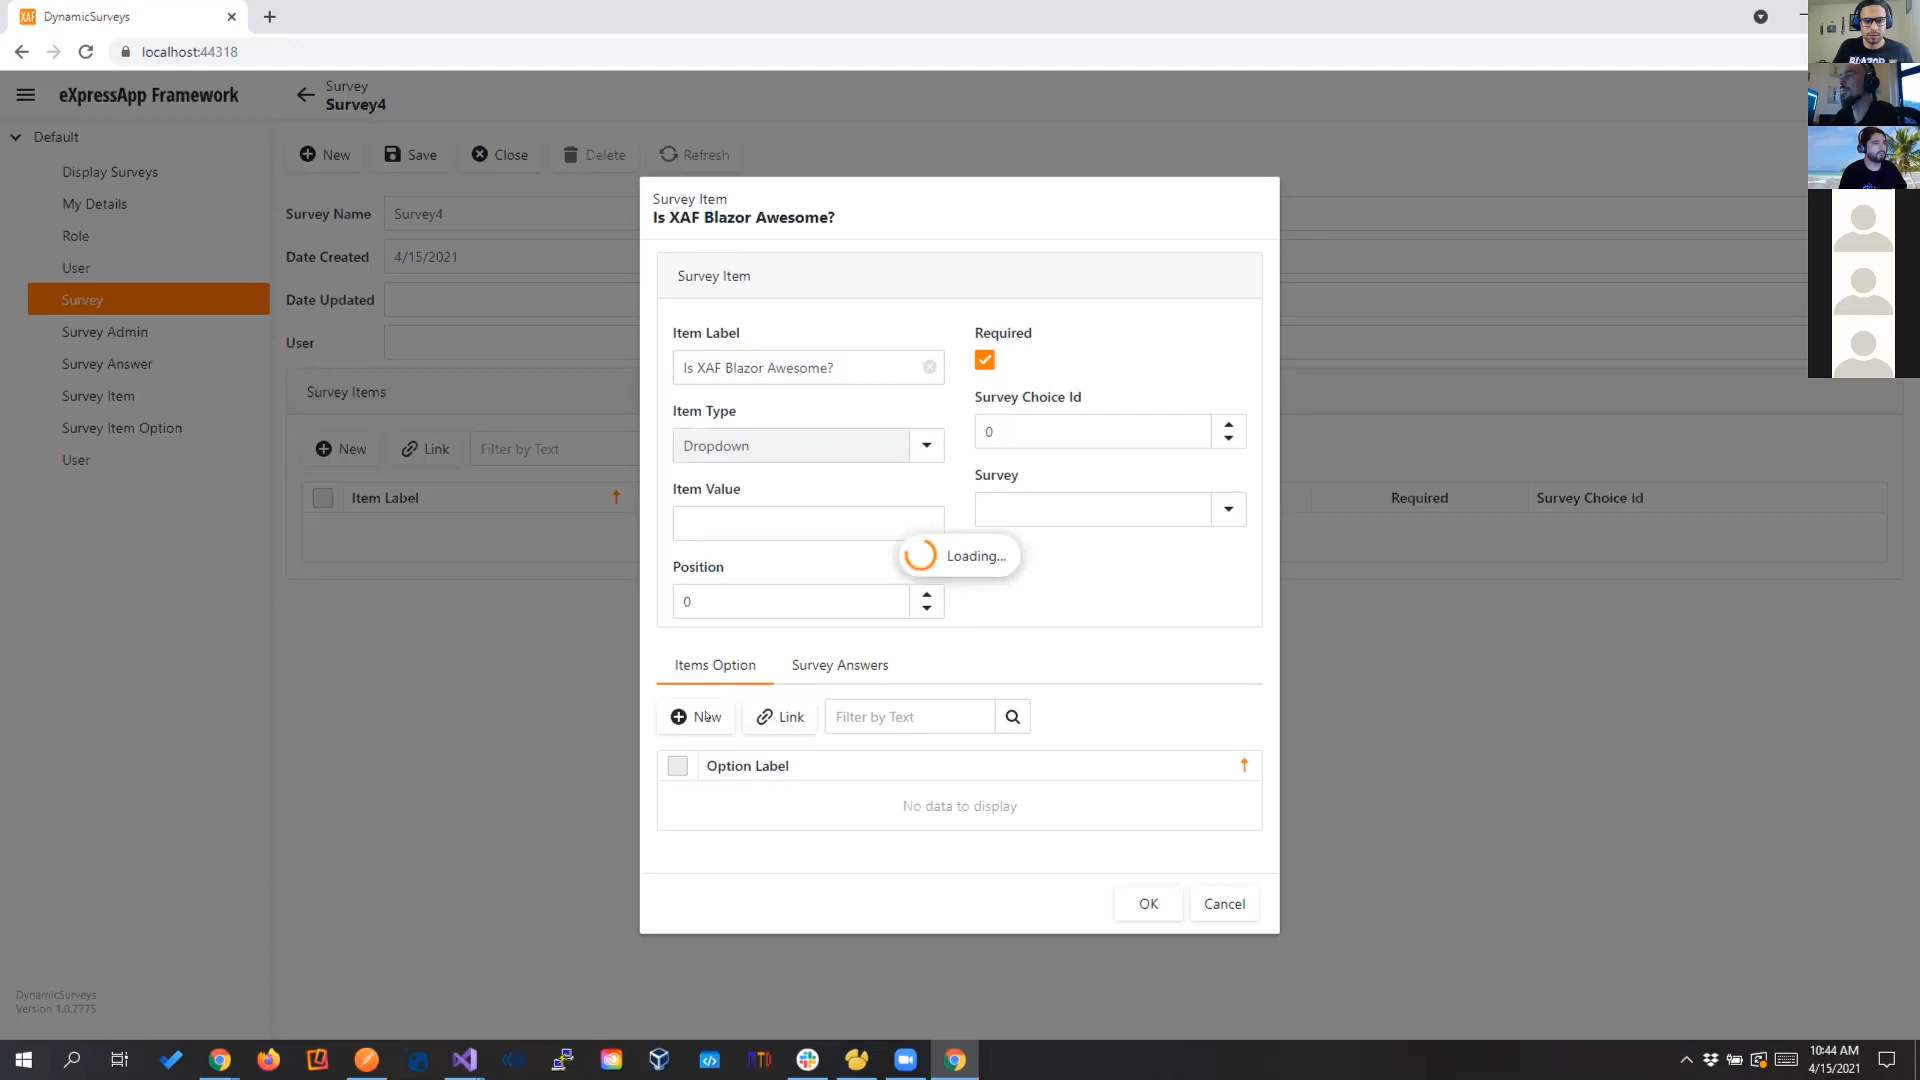 XAF DynamicSurveys
localhost:44318
eXpressApp Framework
Survey
Survey4
Default
Display Surveys
My Details
Role
User
Survey
Survey Admin
Survey Answer
Survey Item
Survey Item Option
User
New Save Close Delete Refresh
Survey Name Survey4
Date Created 4/15/2021
Date Updated
User
Survey Items
New Link Filter by Text
Item Label Required Survey Choice Id
Survey Item
Is XAF Blazor Awesome?
Survey Item
Item Label
Is XAF Blazor Awesome?
Item Type
Dropdown
Item Value
Position
0
Required
Survey Choice Id
0
Survey
Loading...
Items Option Survey Answers
New Link Filter by Text
Option Label
No data to display
OK Cancel
DynamicSurveys
Version 1.0.7775
BLAZOR
10:44 AM
4/15/2021